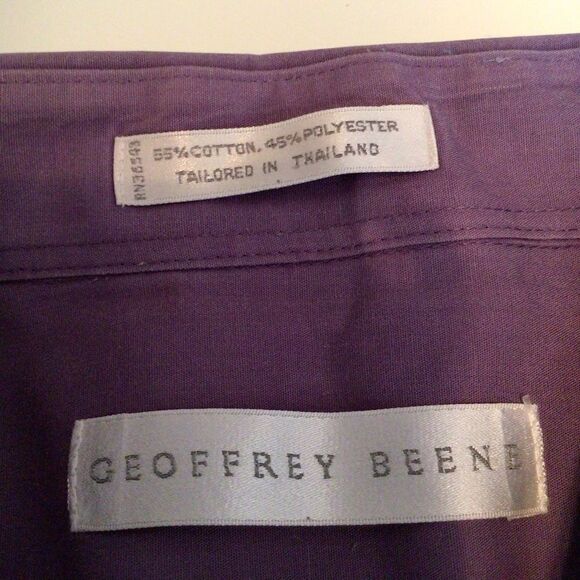 RN36543
55% COTTON, 45% POLYESTER
TAILORED IN THAILAND
GEOFFREY BEENE